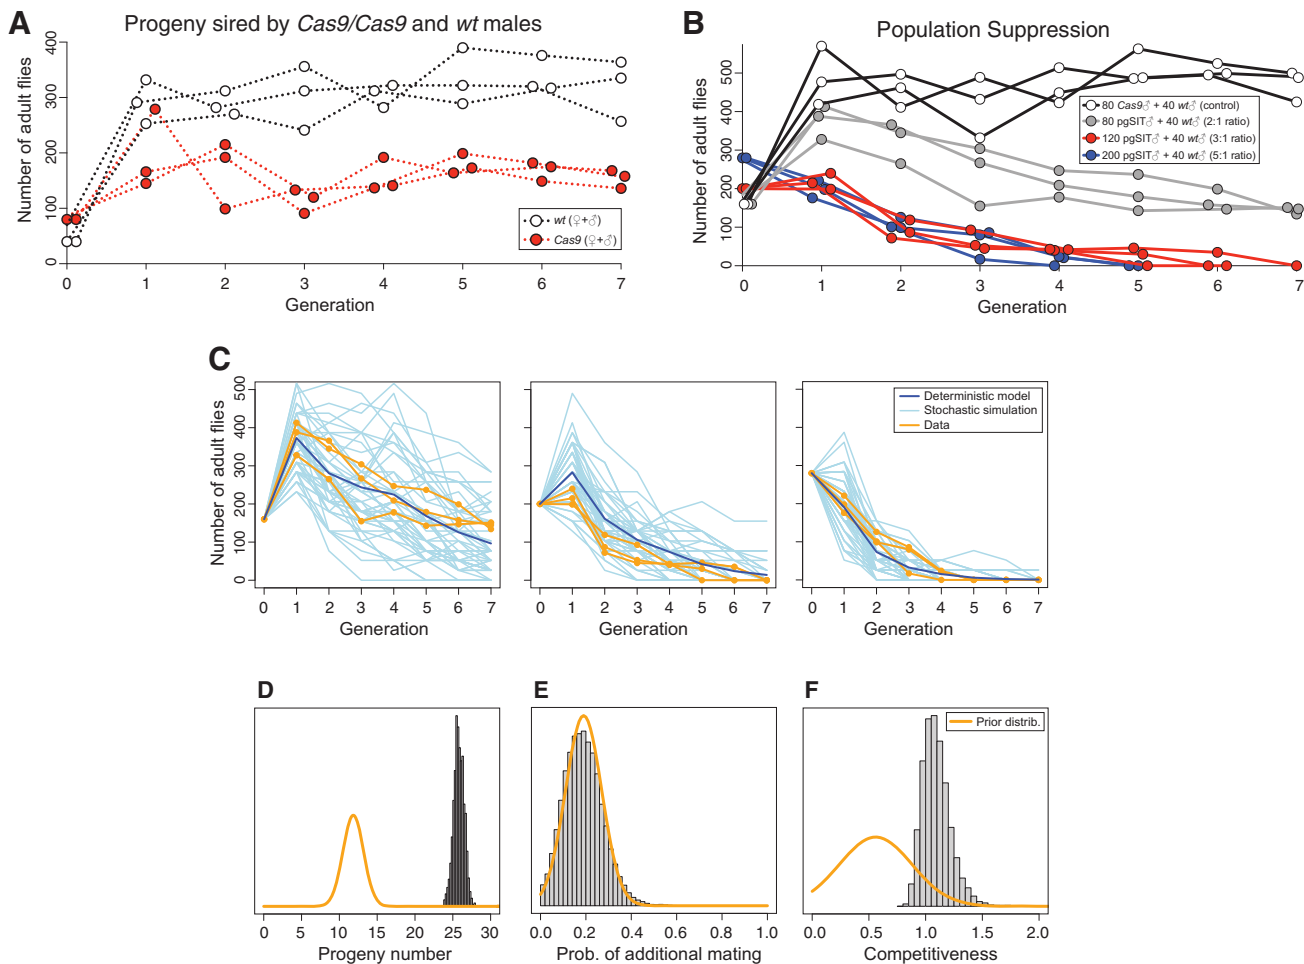 A
Progeny sired by Cas9/Cas9 and wt males
Number of adult flies
400
300
200
100
0
0 1 2 3 4 5 6 7
Generation
wt (♀+♂)
Cas9 (♀+♂)
B
Population Suppression
Number of adult flies
500
400
300
200
100
0
0 1 2 3 4 5 6 7
Generation
80 Cas9♂ + 40 wt♂ (control)
80 pgSIT♂ + 40 wt♂ (2:1 ratio)
120 pgSIT♂ + 40 wt♂ (3:1 ratio)
200 pgSIT♂ + 40 wt♂ (5:1 ratio)
C
Number of adult flies
500
400
300
200
100
0
0 1 2 3 4 5 6 7
Generation
0 1 2 3 4 5 6 7
Generation
Deterministic model
Stochastic simulation
Data
0 1 2 3 4 5 6 7
Generation
D
0 5 10 15 20 25 30
Progeny number
E
0.0 0.2 0.4 0.6 0.8 1.0
Prob. of additional mating
F
Prior distrib.
0.0 0.5 1.0 1.5 2.0
Competitiveness